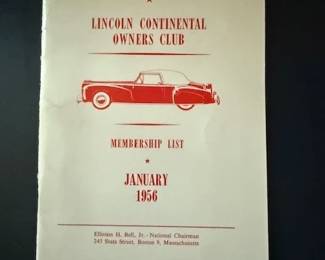 LINCOLN CONTINENTAL
OWNERS CLUB
MEMBERSHIP LIST
JANUARY
1956
Elliston H. Bell, Jr. - National Chairman
243 State Street, Boston 9, Massachusetts